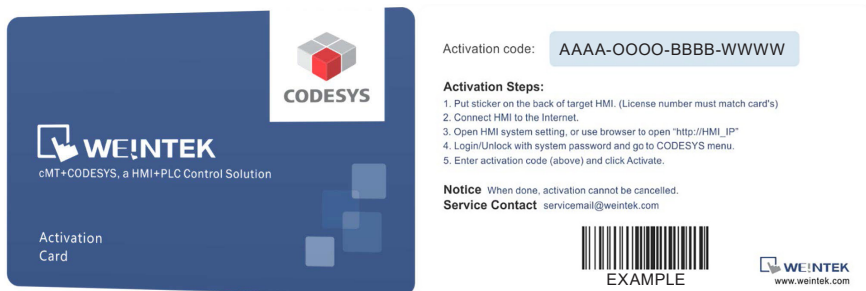 CODESYS
WEINTEK
cMT+CODESYS, a HMI+PLC Control Solution
Activation
Card
Activation code: AAAA-OOOO-BBBB-WWWW
Activation Steps:
1. Put sticker on the back of target HMI. (License number must match card's)
2. Connect HMI to the Internet.
3. Open HMI system setting, or use browser to open “http://HMI_IP”
4. Login/Unlock with system password and go to CODESYS menu.
5. Enter activation code (above) and click Activate.
Notice When done, activation cannot be cancelled.
Service Contact servicemail@weintek.com
EXAMPLE
WEINTEK
www.weintek.com